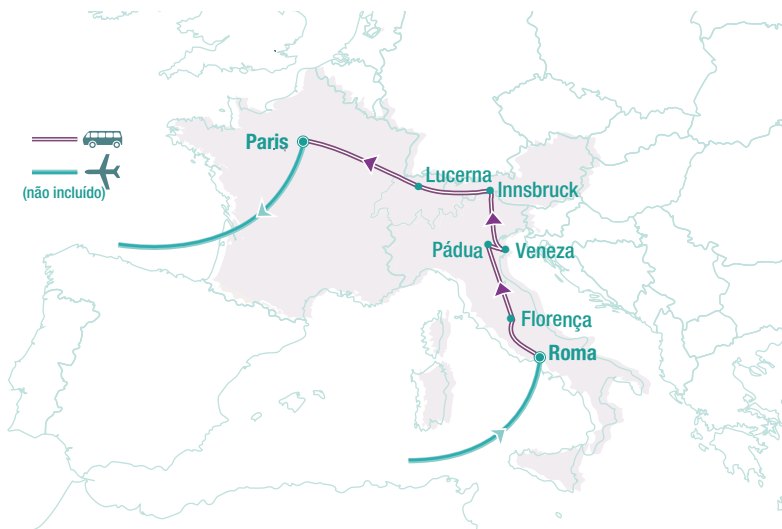 Paris
Lucerna
(não incluído)
Innsbruck
Pádua
Veneza
Florença
Roma